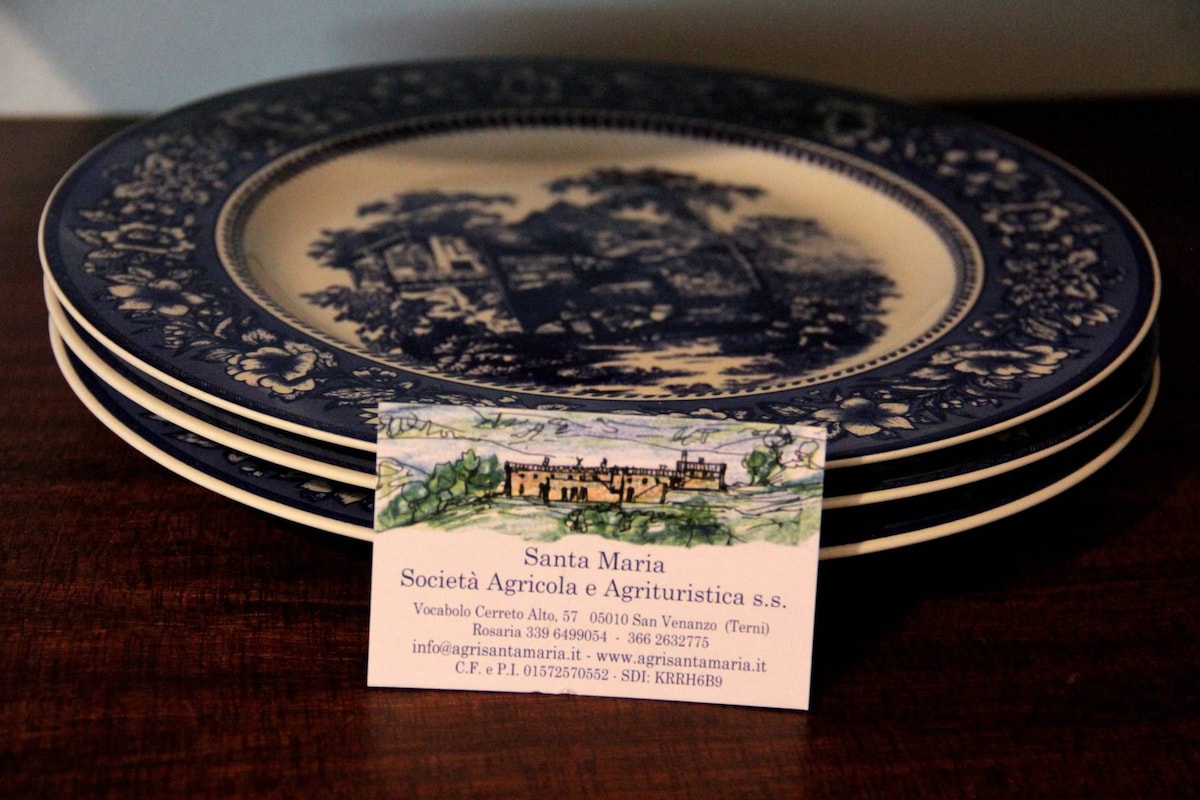 Santa Maria
Società Agricola e Agrituristica s.s.
Vocabolo Cerreto Alto, 57 05010 San Venanzo (Terni)
Rosaria 339 6499054 - 366 2632775
info@agrisantamaria.it - www.agrisantamaria.it
C.F. e P.I. 01572570552 - SDI: KRRH6B9